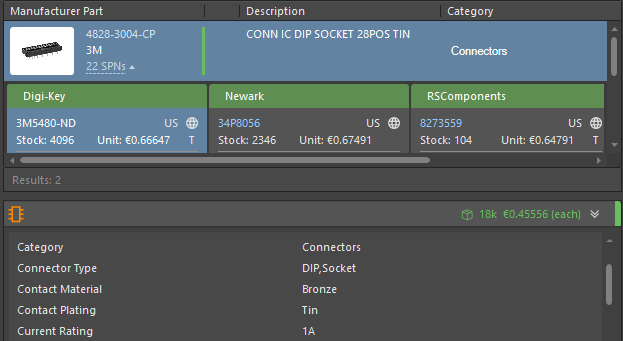 Manufacturer Part Description Category
4828-3004-CP CONN IC DIP SOCKET 28POS TIN
3M Connectors
22 SPNs
Digi-Key Newark RSComponents
3M5480-ND US 34P8056 US 8273559 US
Stock: 4096 Unit: €0.66647 T Stock: 2346 Unit: €0.67491 Stock: 104 Unit: €0.64791 T
Results: 2
18k €0.45556 (each)
Category Connectors
Connector Type DIP,Socket
Contact Material Bronze
Contact Plating Tin
Current Rating 1A